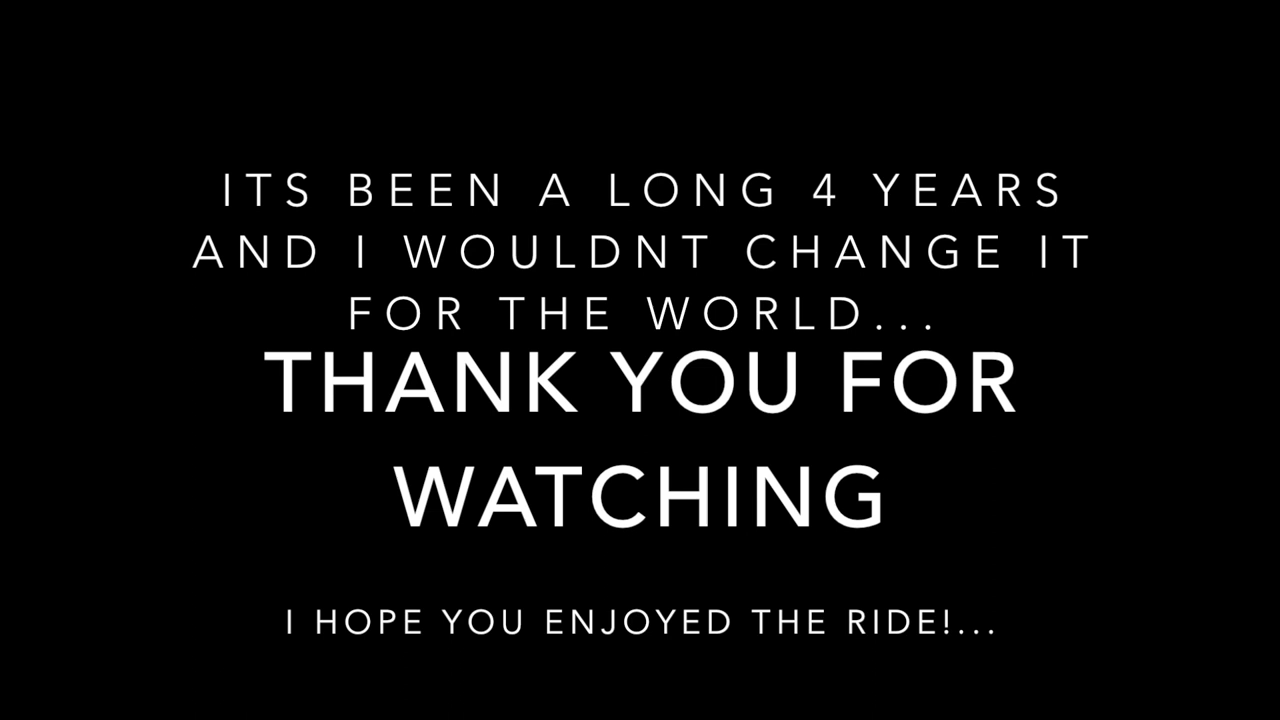 ITS BEEN A LONG 4 YEARS
AND I WOULDNT CHANGE IT
FOR THE WORLD...
THANK YOU FOR
WATCHING
I HOPE YOU ENJOYED THE RIDE!...